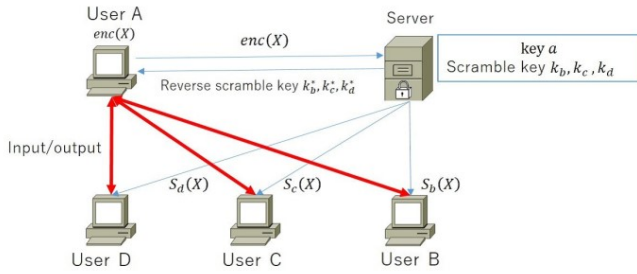 User A
enc(X)
enc(X)
Server
key a
Scramble key k_b, k_c, k_d
Reverse scramble key k_b^*, k_c^*, k_d^*
Input/output
S_d(X)
S_c(X)
S_b(X)
User D
User C
User B